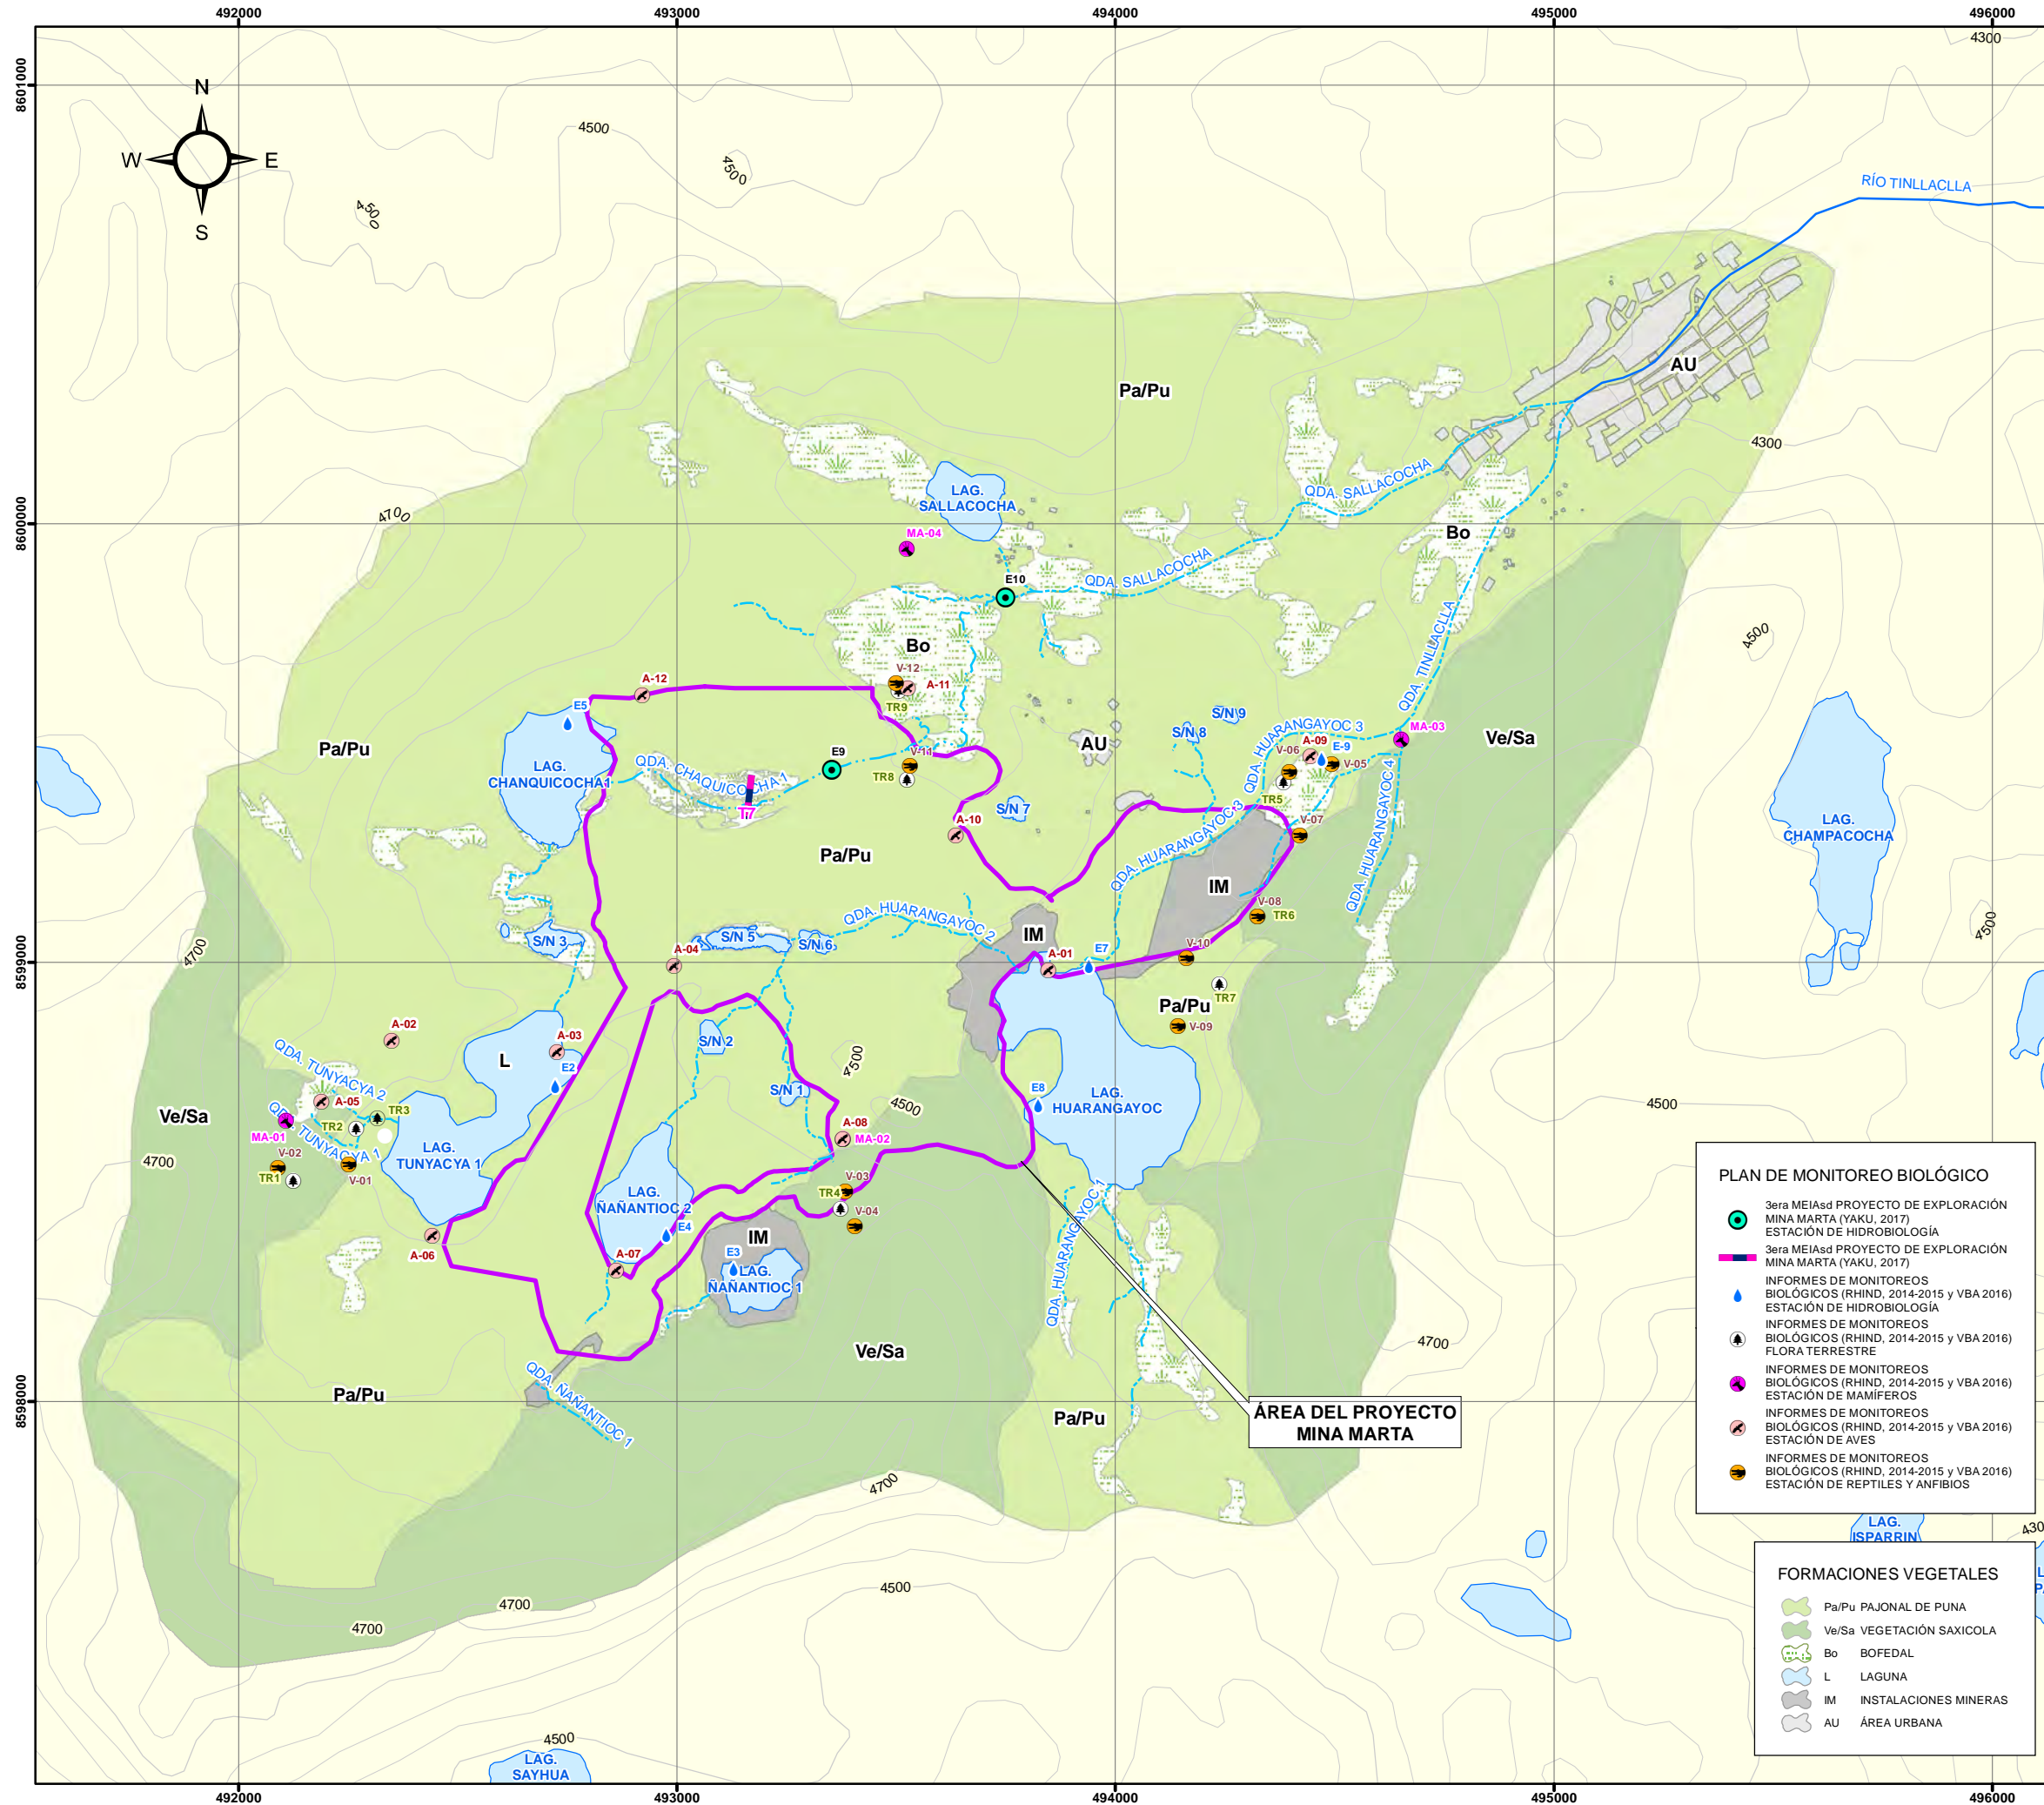 492000
493000
494000
495000
496000
8601000
8600000
8599000
8598000
N
W
E
S
4300
4500
4500
4500
RÍO TINLLACLLA
AU
Pa/Pu
4300
4700
LAG.
SALLACOCHA
QDA. SALLACOCHA
Bo
MA-04
E10
QDA. SALLACOCHA
4500
QDA. TINLLACLLA
Bo
V-12
A-11
TR9
A-12
E5
Pa/Pu
LAG.
CHANQUICOCHA1
QDA. CHAQUICOCHA 1
T7
E9
V-11
TR8
AU
S/N 9
S/N 8
S/N 7
QDA. HUARANGAYOC 3
MA-03
Ve/Sa
V-06
A-09
E-9
V-05
TR5
V-07
A-10
LAG.
CHAMPACOCHA
Pa/Pu
QDA. HUARANGAYOC 3
QDA. HUARANGAYOC 4
IM
V-08
TR6
4500
4700
S/N 3
A-04
S/N 5
S/N 6
QDA. HUARANGAYOC 2
IM
A-01
E7
V-10
TR7
Pa/Pu
V-09
A-02
A-03
L
E2
S/N 2
4500
S/N 1
QDA. TUNYACYA 2
A-05
TR3
TR2
QDA. TUNYACYA 1
MA-01
V-02
TR1
V-01
Ve/Sa
4700
LAG.
TUNYACYA 1
E8
LAG.
HUARANGAYOC
4500
4500
A-08
MA-02
V-03
TR4
V-04
LAG.
ÑAÑANTIOC 2
E4
A-06
A-07
IM
E3
LAG.
ÑAÑANTIOC 1
QDA. HUARANGAYOC 1
4700
Ve/Sa
Pa/Pu
QDA. ÑAÑANTIOC 1
Pa/Pu
ÁREA DEL PROYECTO
MINA MARTA
4700
4500
4700
4700
4500
LAG.
SAYHUA
LAG.
ISPARRIN
PLAN DE MONITOREO BIOLÓGICO
3era MEIAsd PROYECTO DE EXPLORACIÓN
MINA MARTA (YAKU, 2017)
ESTACIÓN DE HIDROBIOLOGÍA
3era MEIAsd PROYECTO DE EXPLORACIÓN
MINA MARTA (YAKU, 2017)
INFORMES DE MONITOREOS
BIOLÓGICOS (RHIND, 2014-2015 y VBA 2016)
ESTACIÓN DE HIDROBIOLOGÍA
INFORMES DE MONITOREOS
BIOLÓGICOS (RHIND, 2014-2015 y VBA 2016)
FLORA TERRESTRE
INFORMES DE MONITOREOS
BIOLÓGICOS (RHIND, 2014-2015 y VBA 2016)
ESTACIÓN DE MAMÍFEROS
INFORMES DE MONITOREOS
BIOLÓGICOS (RHIND, 2014-2015 y VBA 2016)
ESTACIÓN DE AVES
INFORMES DE MONITOREOS
BIOLÓGICOS (RHIND, 2014-2015 y VBA 2016)
ESTACIÓN DE REPTILES Y ANFIBIOS
FORMACIONES VEGETALES
Pa/Pu PAJONAL DE PUNA
Ve/Sa VEGETACIÓN SAXICOLA
Bo BOFEDAL
L LAGUNA
IM INSTALACIONES MINERAS
AU ÁREA URBANA
492000
493000
494000
495000
496000